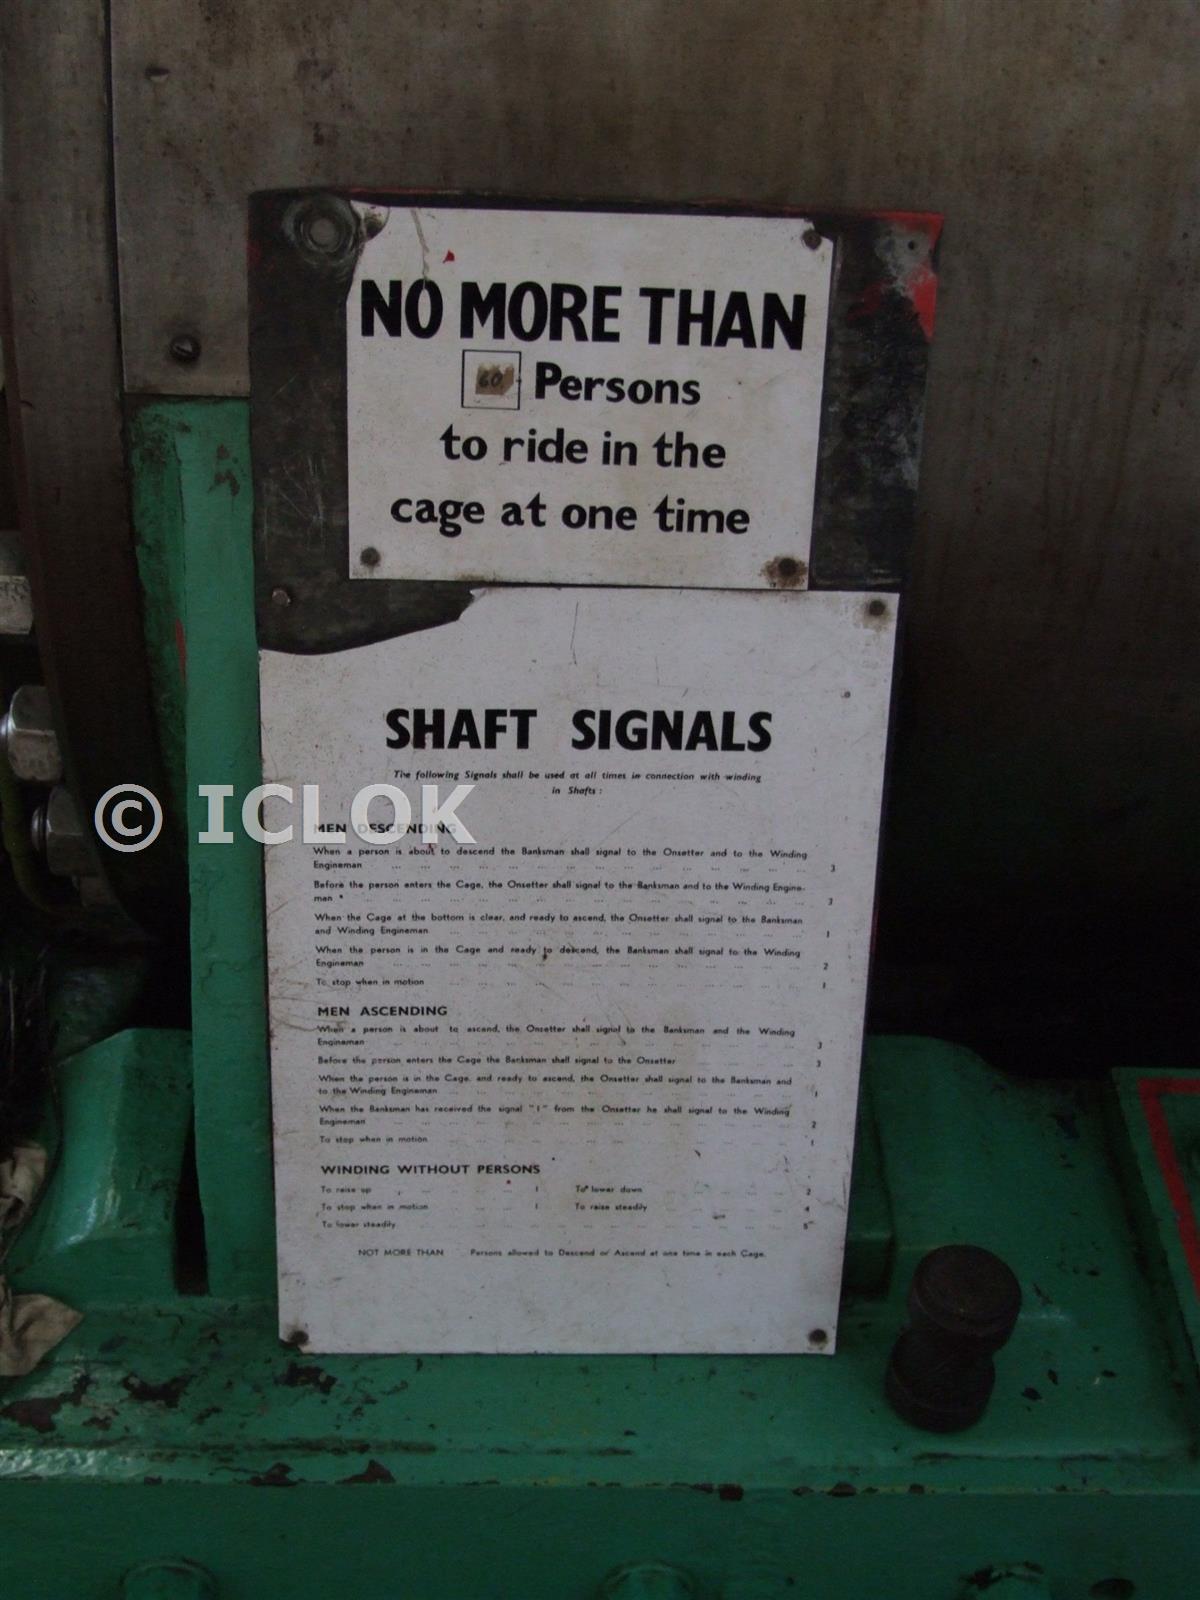 NO MORE THAN
60 Persons
to ride in the
cage at one time
SHAFT SIGNALS
The following Signals shall be used at all times in connection with winding
in Shafts :
© ICLOK
MEN DESCENDING
When a person is about to descend the Banksman shall signal to the Onsetter and to the Winding
Engineman ... ... ... ... ... ... ... ... ... ... ... ... ... ... ... 3
Before the person enters the Cage, the Onsetter shall signal to the Banksman and to the Winding Engine-
man ... ... ... ... ... ... ... ... ... ... ... ... ... ... ... 3
When the Cage at the bottom is clear, and ready to ascend, the Onsetter shall signal to the Banksman
and Winding Engineman ... ... ... ... ... ... ... ... ... ... ... ... ... 1
When the person is in the Cage and ready to descend, the Banksman shall signal to the Winding
Engineman ... ... ... ... ... ... ... ... ... ... ... ... ... ... ... 2
To stop when in motion ... ... ... ... ... ... ... ... ... ... ... ... ... 1
MEN ASCENDING
When a person is about to ascend, the Onsetter shall signal to the Banksman and the Winding
Engineman ... ... ... ... ... ... ... ... ... ... ... ... ... ... ... 3
Before the person enters the Cage the Banksman shall signal to the Onsetter ... 3
When the person is in the Cage, and ready to ascend, the Onsetter shall signal to the Banksman and
to the Winding Engineman ... ... ... ... ... ... ... ... ... ... ... ... ... 1
When the Banksman has received the signal "1" from the Onsetter he shall signal to the Winding
Engineman ... ... ... ... ... ... ... ... ... ... ... ... ... ... ... 2
To stop when in motion ... ... ... ... ... ... ... ... ... ... ... ... ... 1
WINDING WITHOUT PERSONS
To raise up ... ... ... ... ... 1 To lower down ... ... ... ... ... 2
To stop when in motion ... ... ... 1 To raise steadily ... ... ... ... ... 4
To lower steadily ... ... ... ... ... ... ... ... ... ... ... ... 5
NOT MORE THAN Persons allowed to Descend or Ascend at one time in each Cage.